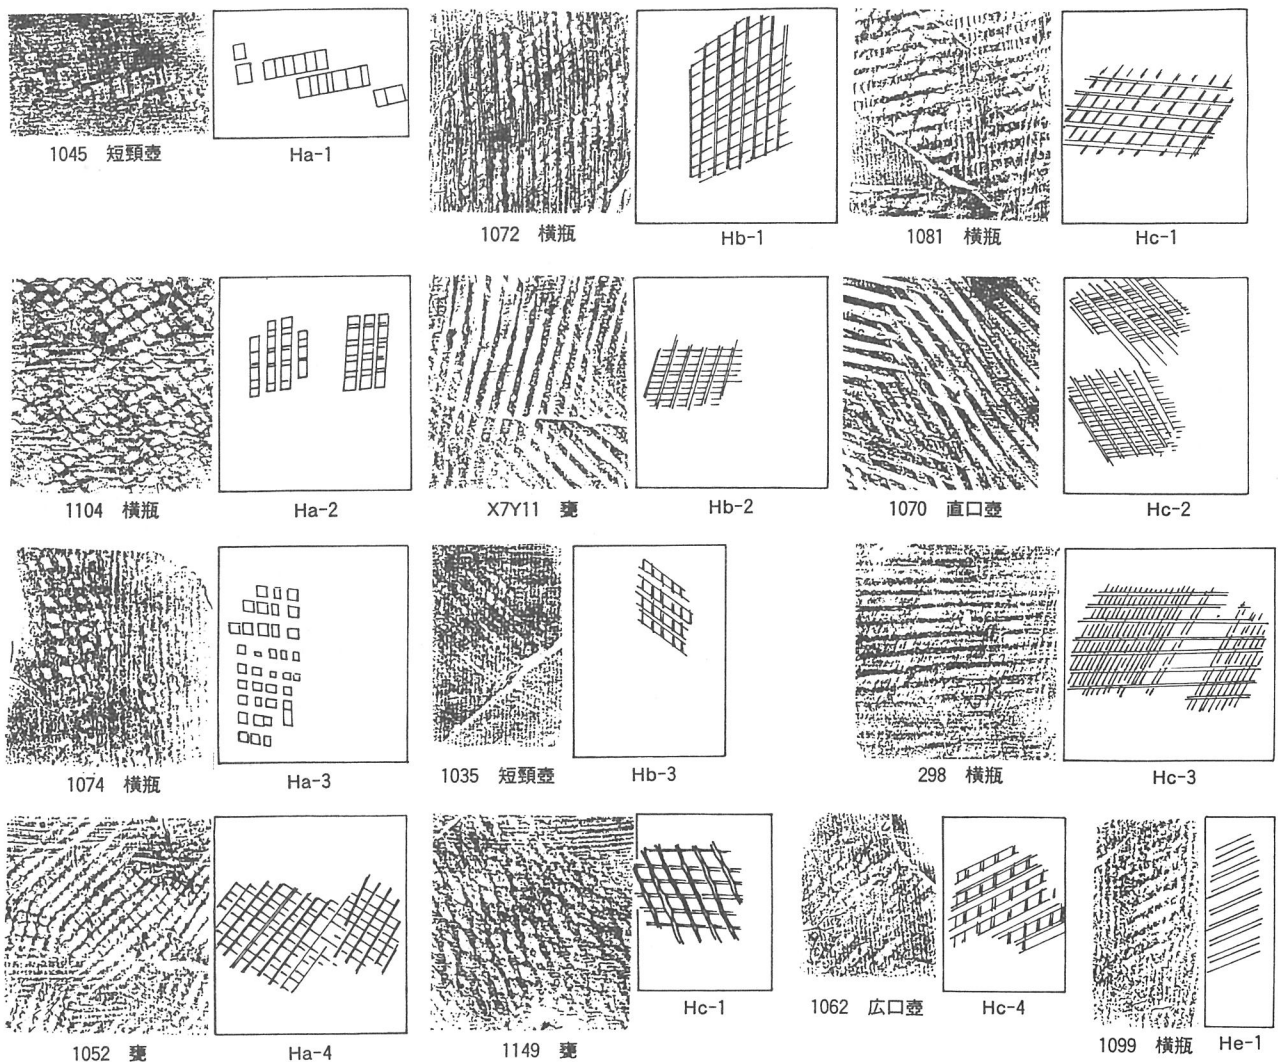 1045 短頸壺
Ha-1
1072 横瓶
Hb-1
1081 横瓶
Hc-1
1104 横瓶
Ha-2
X7Y11 甕
Hb-2
1070 直口壺
Hc-2
1074 横瓶
Ha-3
1035 短頸壺
Hb-3
298 横瓶
Hc-3
1052 甕
Ha-4
1149 甕
Hc-1
1062 広口壺
Hc-4
1099 横瓶
He-1